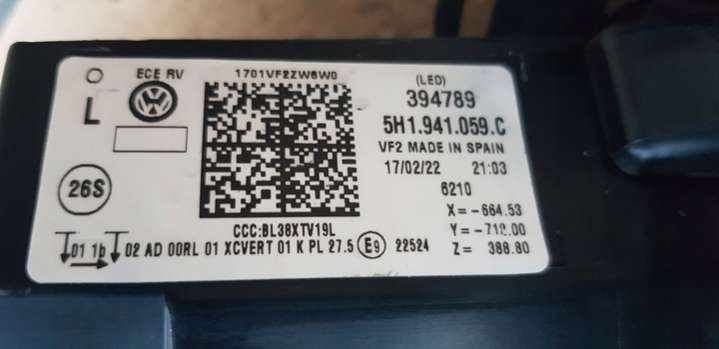 ECE RV
1701VF2ZW6W0
(LED)
L
394789
5H1.941.059.C
VF2 MADE IN SPAIN
17/02/22 21:03
26S
6210
X=-664.53
CCC:BL38XTV19L
Y=-712.00
01 1b 02 AD 00RL 01 XCVERT 01 K PL 27.5 E9 22524
Z= 388.80